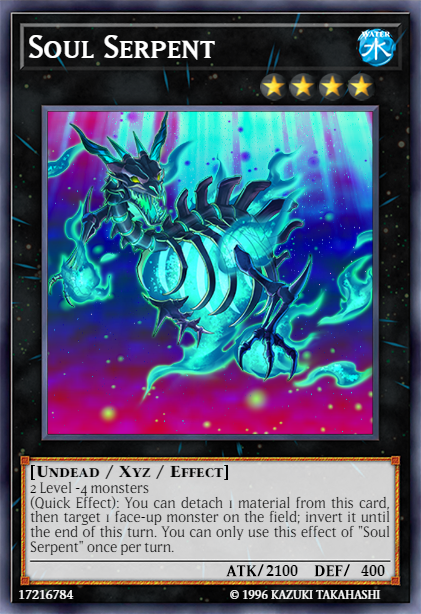 Soul Serpent
WATER
水
[Undead / Xyz / Effect]
2 Level -4 monsters
(Quick Effect): You can detach 1 material from this card,
then target 1 face-up monster on the field; invert it until
the end of this turn. You can only use this effect of "Soul
Serpent" once per turn.
ATK/2100 DEF/ 400
17216784 ©1996 KAZUKI TAKAHASHI